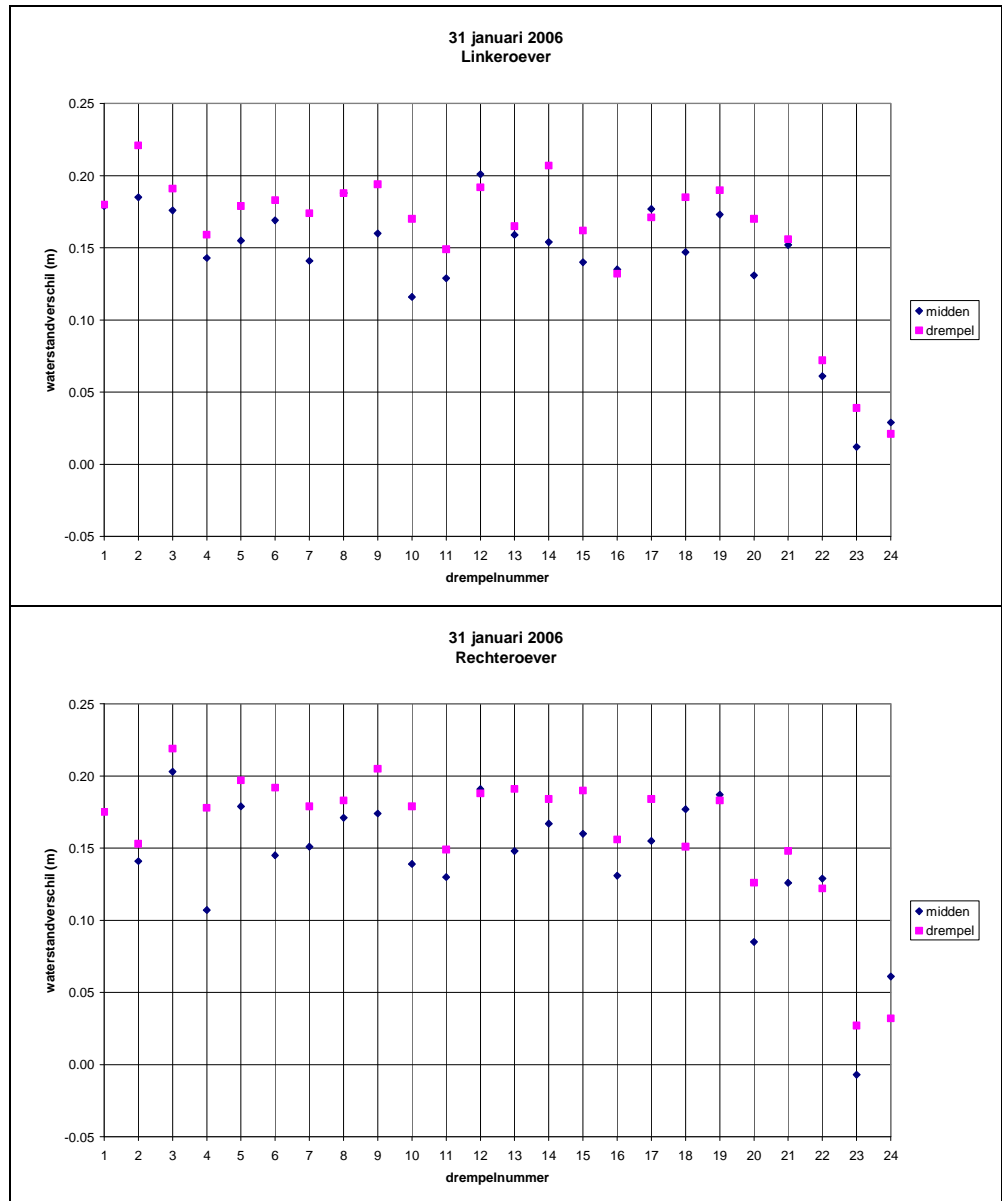 31 januari 2006
Linkeroever
0.25
0.20
0.15
0.10
0.05
0.00
-0.05
waterstandverschil (m)
1 2 3 4 5 6 7 8 9 10 11 12 13 14 15 16 17 18 19 20 21 22 23 24
drempelnummer
midden
drempel
31 januari 2006
Rechteroever
0.25
0.20
0.15
0.10
0.05
0.00
-0.05
waterstandverschil (m)
1 2 3 4 5 6 7 8 9 10 11 12 13 14 15 16 17 18 19 20 21 22 23 24
drempelnummer
midden
drempel